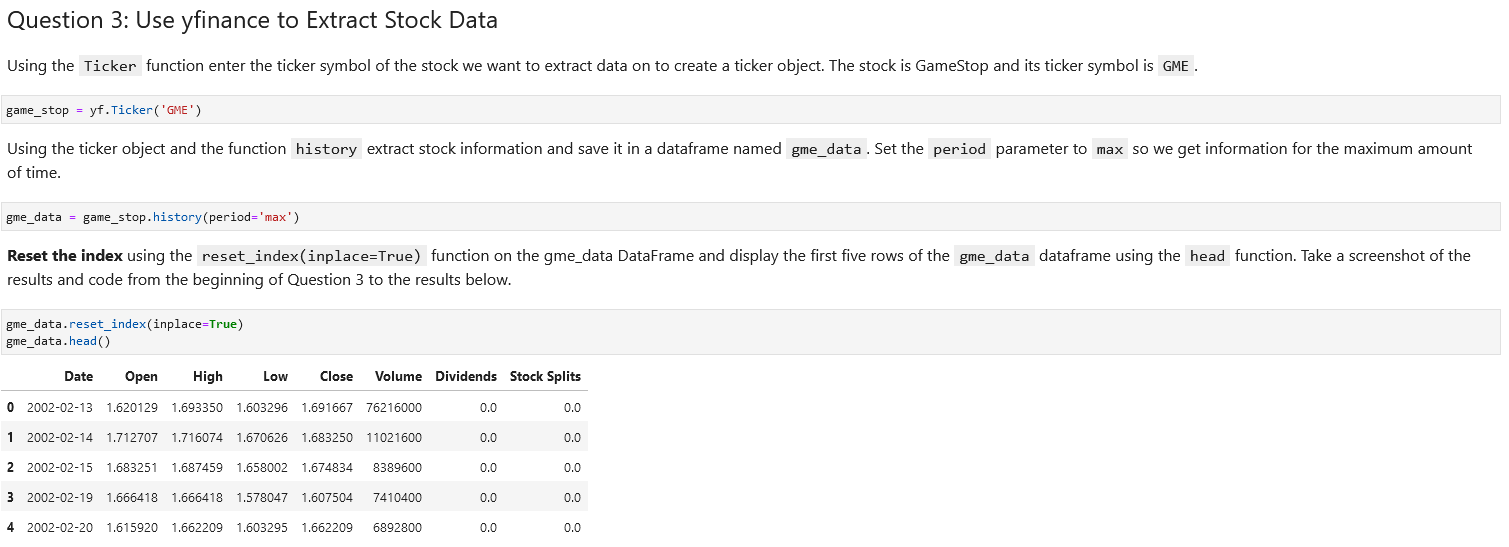 Question 3: Use yfinance to Extract Stock Data
Using the Ticker function enter the ticker symbol of the stock we want to extract data on to create a ticker object. The stock is GameStop and its ticker symbol is GME.
game_stop = yf.Ticker('GME')
Using the ticker object and the function history extract stock information and save it in a dataframe named gme_data. Set the period parameter to max so we get information for the maximum amount
of time.
gme_data = game_stop.history(period='max')
Reset the index using the reset_index(inplace=True) function on the gme_data DataFrame and display the first five rows of the gme_data dataframe using the head function. Take a screenshot of the
results and code from the beginning of Question 3 to the results below.
gme_data.reset_index(inplace=True)
gme_data.head()
Date Open High Low Close Volume Dividends Stock Splits
0 2002-02-13 1.620129 1.693350 1.603296 1.691667 76216000 0.0 0.0
1 2002-02-14 1.712707 1.716074 1.670626 1.683250 11021600 0.0 0.0
2 2002-02-15 1.683251 1.687459 1.658002 1.674834 8389600 0.0 0.0
3 2002-02-19 1.666418 1.666418 1.578047 1.607504 7410400 0.0 0.0
4 2002-02-20 1.615920 1.662209 1.603295 1.662209 6892800 0.0 0.0